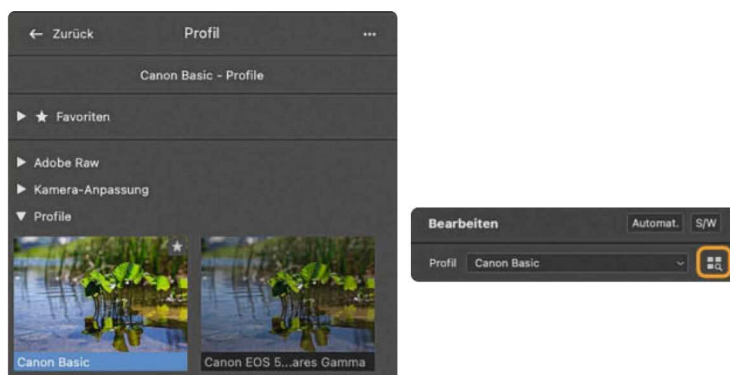 ← Zurück Profil ...
Canon Basic - Profile
Favoriten
Adobe Raw
Kamera-Anpassung
Profile
Canon Basic
Canon EOS 5...ares Gamma
Bearbeiten Automat. S/W
Profil Canon Basic